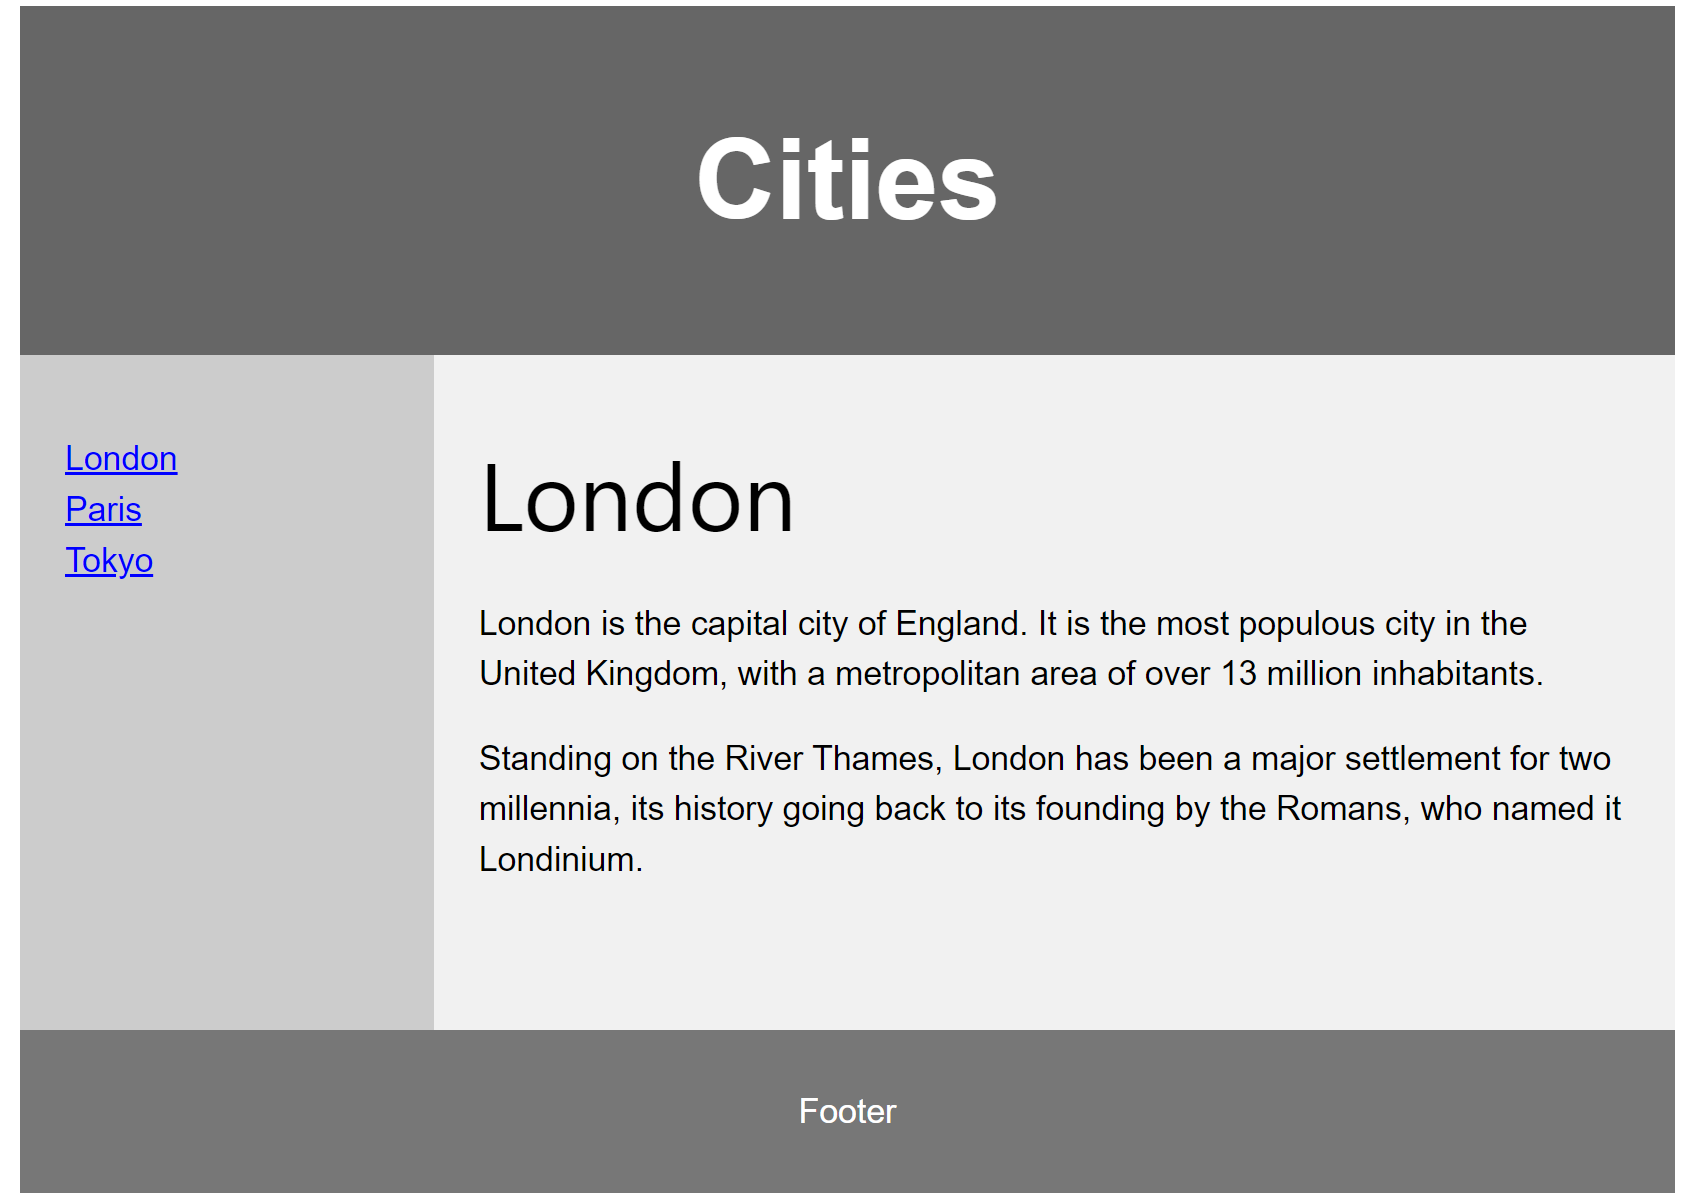 Cities
London
Paris
Tokyo
London
London is the capital city of England. It is the most populous city in the
United Kingdom, with a metropolitan area of over 13 million inhabitants.
Standing on the River Thames, London has been a major settlement for two
millennia, its history going back to its founding by the Romans, who named it
Londinium.
Footer